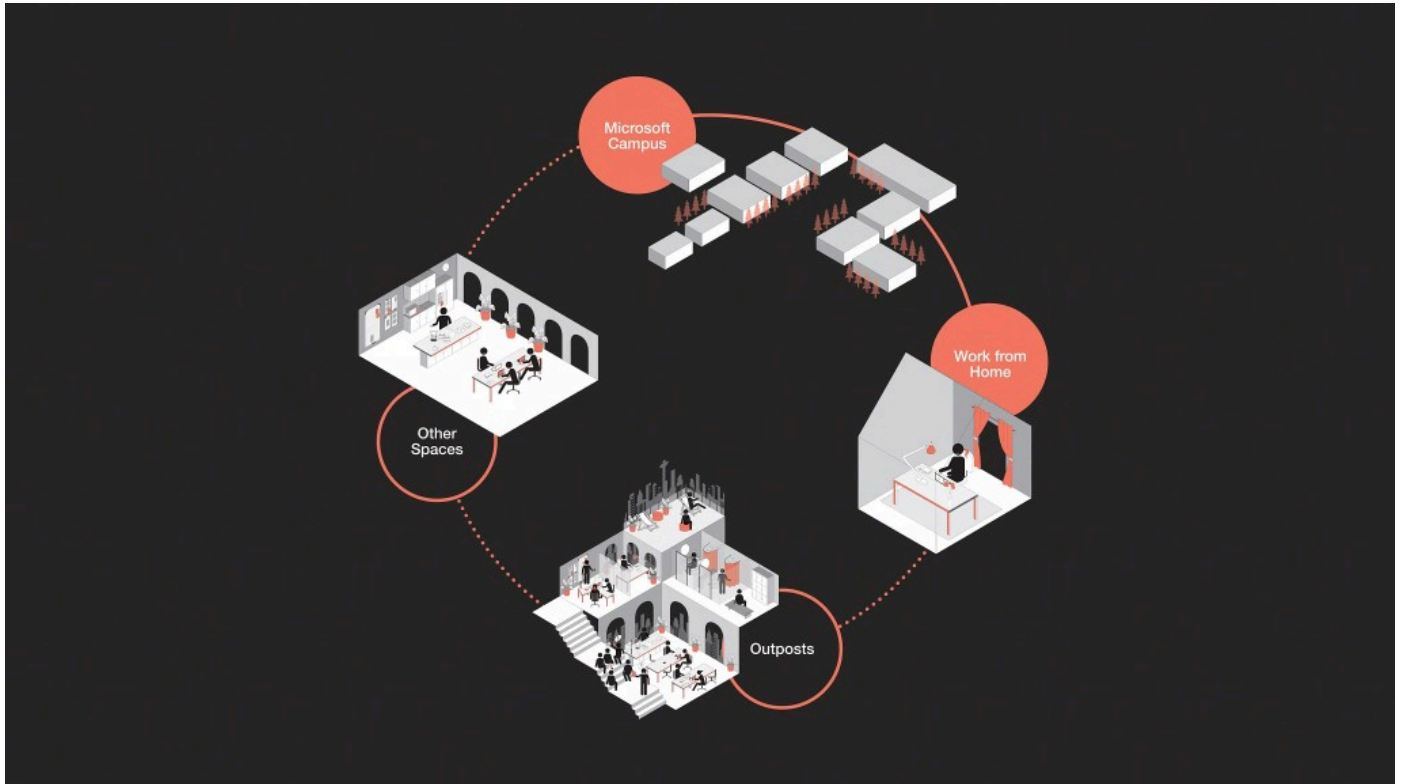 Microsoft
Campus
Work from
Home
Other
Spaces
Outposts